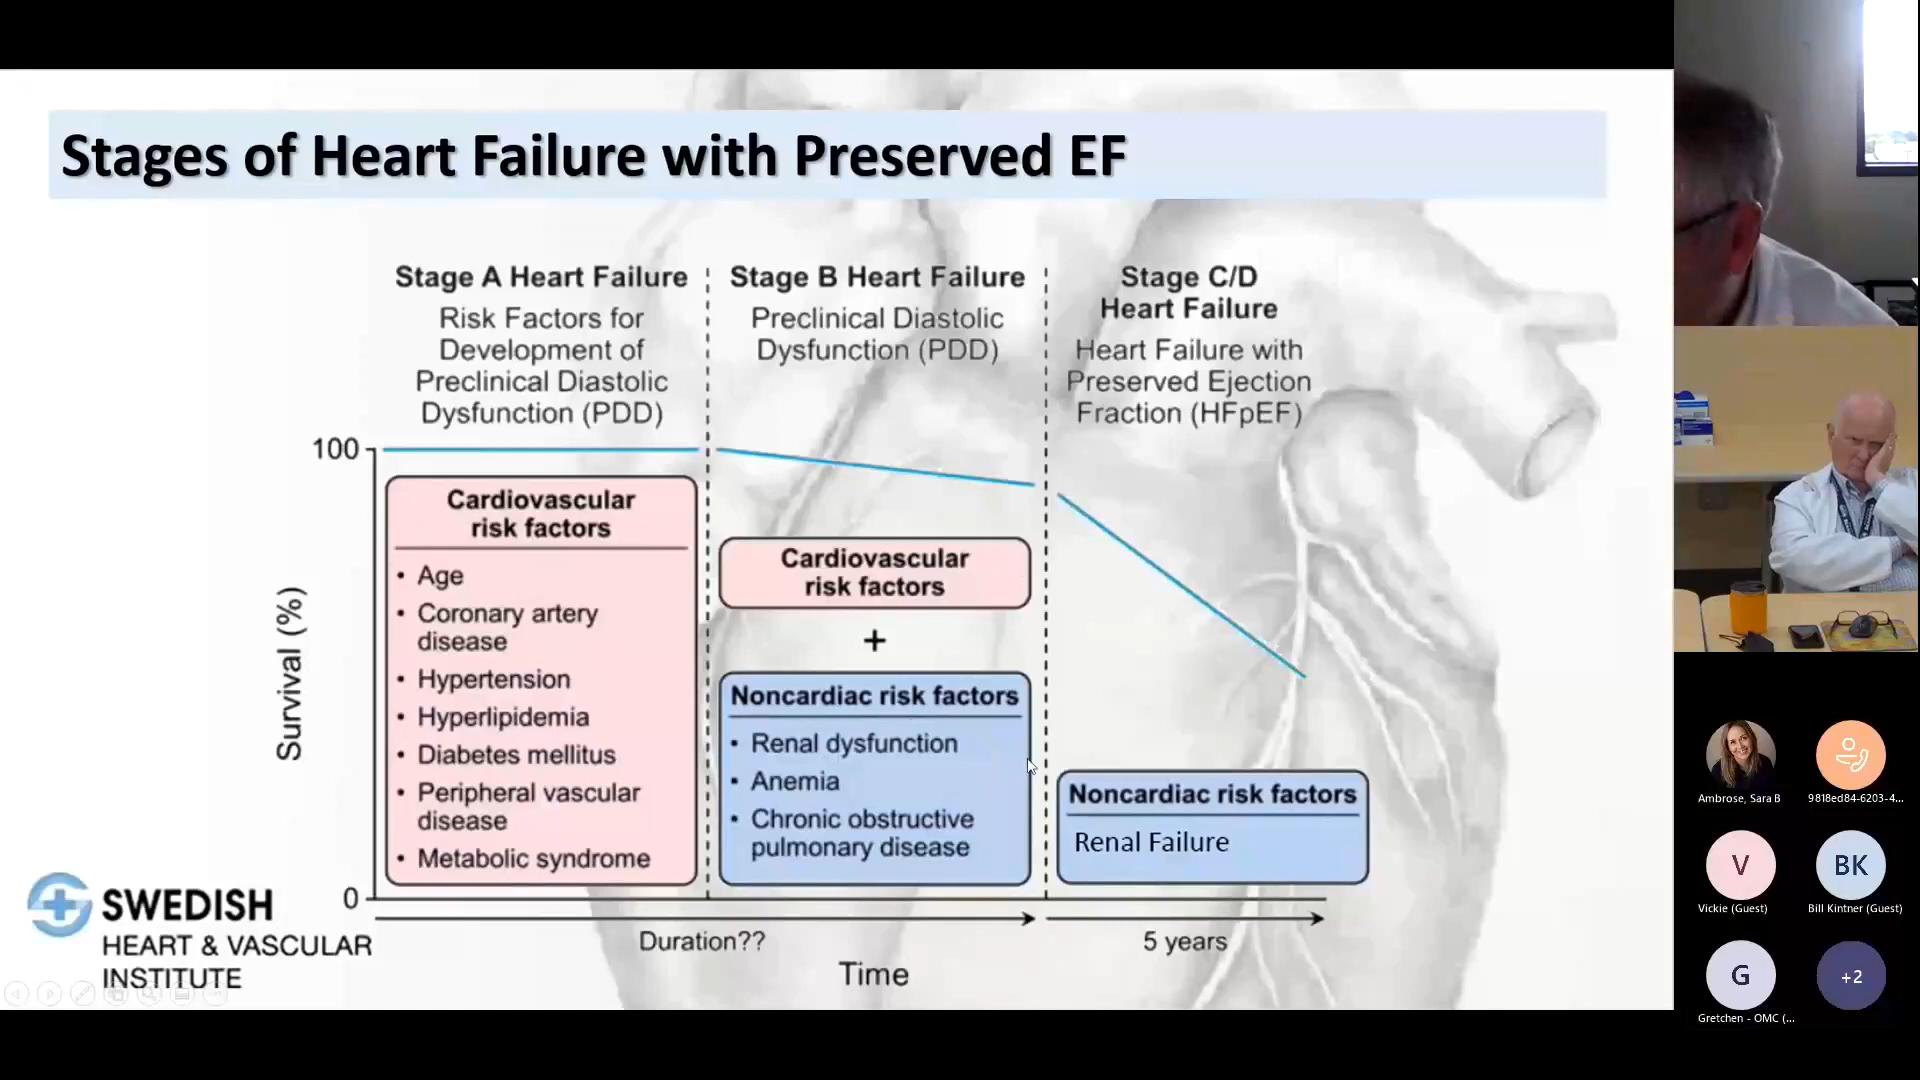 Stages of Heart Failure with Preserved EF
Stage A Heart Failure
Risk Factors for
Development of
Preclinical Diastolic
Dysfunction (PDD)
Stage B Heart Failure
Preclinical Diastolic
Dysfunction (PDD)
Stage C/D
Heart Failure
Heart Failure with
Preserved Ejection
Fraction (HFpEF)
100
Survival (%)
0
Cardiovascular
risk factors
• Age
• Coronary artery
disease
• Hypertension
• Hyperlipidemia
• Diabetes mellitus
• Peripheral vascular
disease
• Metabolic syndrome
Cardiovascular
risk factors
+
Noncardiac risk factors
• Renal dysfunction
• Anemia
• Chronic obstructive
pulmonary disease
Noncardiac risk factors
Renal Failure
Duration??
5 years
Time
SWEDISH
HEART & VASCULAR
INSTITUTE
Ambrose, Sara B
9818ed84-6203-4...
V
Vickie (Guest)
BK
Bill Kintner (Guest)
G
Gretchen - OMC (...
+2